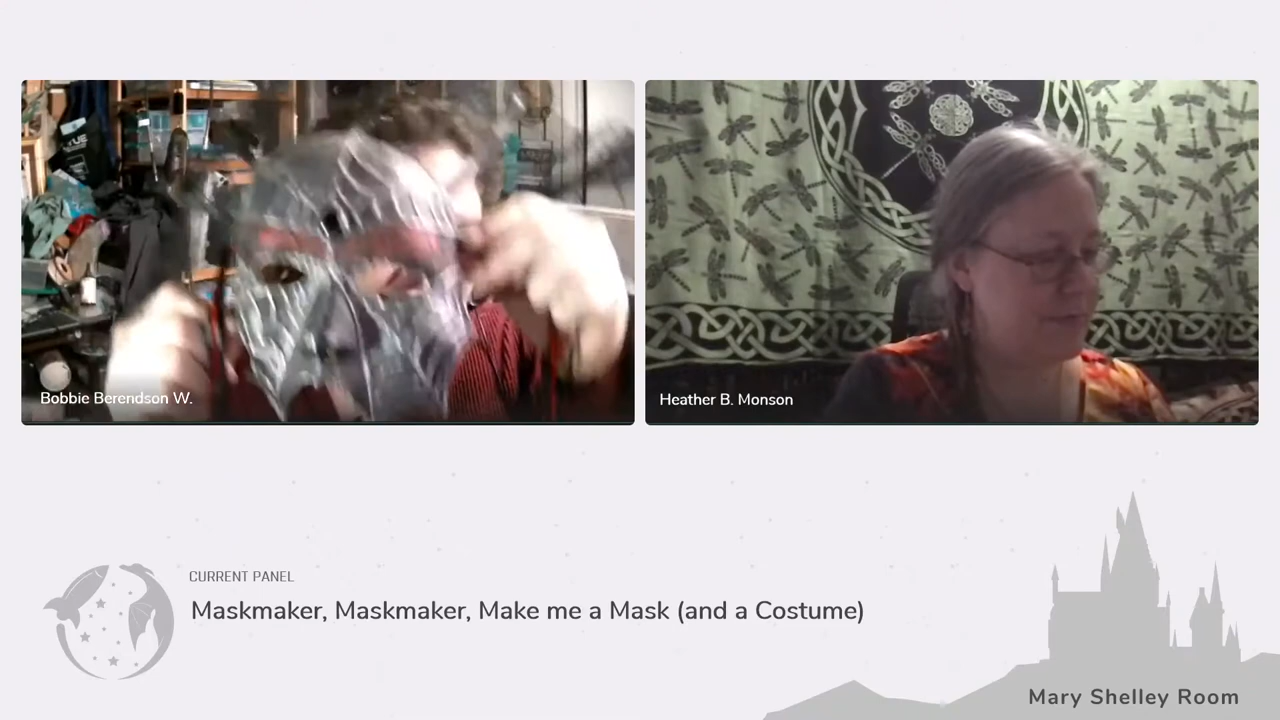 Bobbie Berendson W.
Heather B. Monson
CURRENT PANEL
Maskmaker, Maskmaker, Make me a Mask (and a Costume)
Mary Shelley Room